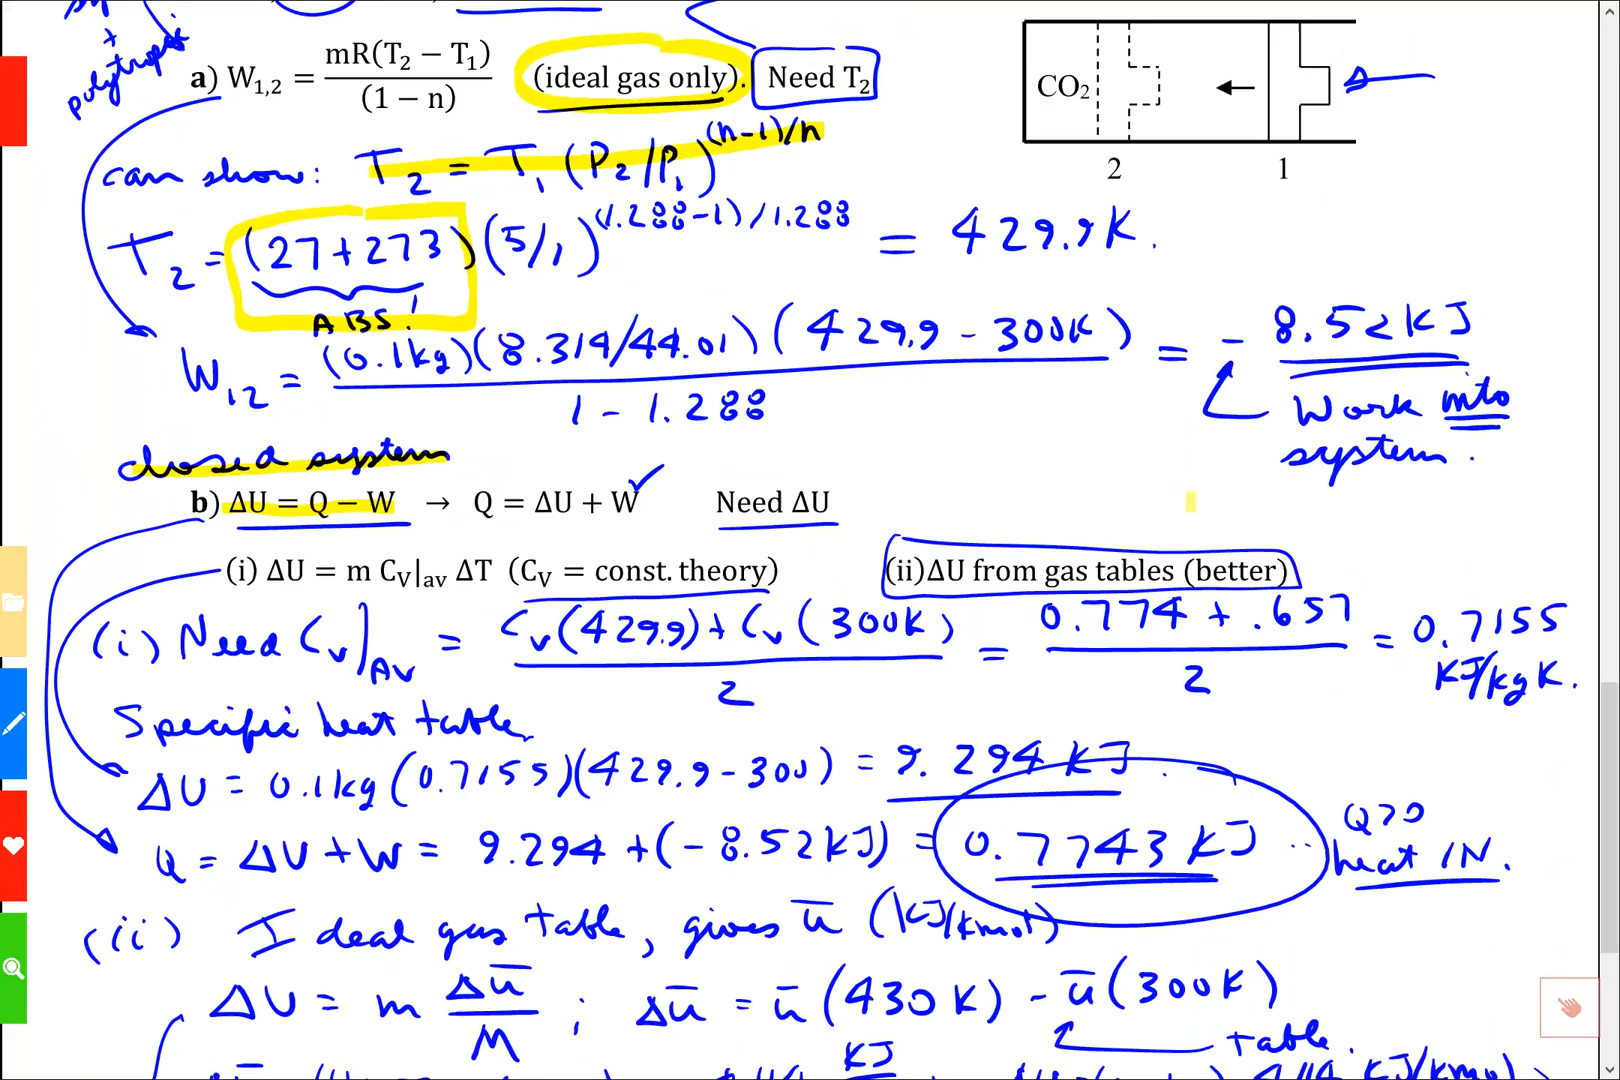 +
polytropic
a) W₁,₂ = mR(T₂ − T₁) / (1 − n) (ideal gas only). Need T₂
CO₂
2 1
can show: T₂ = T₁ (P₂/P₁)^(n-1)/n
T₂ = (27+273)(5/1)^(1.288-1)/1.288 = 429.9K.
ABS!
W₁₂ = (0.1kg)(8.314/44.01)(429.9 - 300K) / 1 - 1.288 = - 8.52 KJ
Work into
system.
closed system
b) ΔU = Q − W → Q = ΔU + W ✓ Need ΔU
(i) ΔU = m Cᵥ|ₐᵥ ΔT (Cᵥ = const. theory) (ii)ΔU from gas tables (better)
(i) Need Cv|AV = Cv(429.9) + Cv(300K) / 2 = 0.774 + .657 / 2 = 0.7155 KJ/kgK.
Specific heat table
ΔU = 0.1kg (0.7155)(429.9-300) = 9.294 KJ.
Q = ΔU+W = 9.294 +(-8.52KJ) = 0.7743 KJ
Q>0
heat IN.
(ii) Ideal gas table, gives ū (KJ/kmol)
ΔU = m Δū / M ; Δū = ū(430K) - ū(300K)
table.
KJ
KJ/kmol)